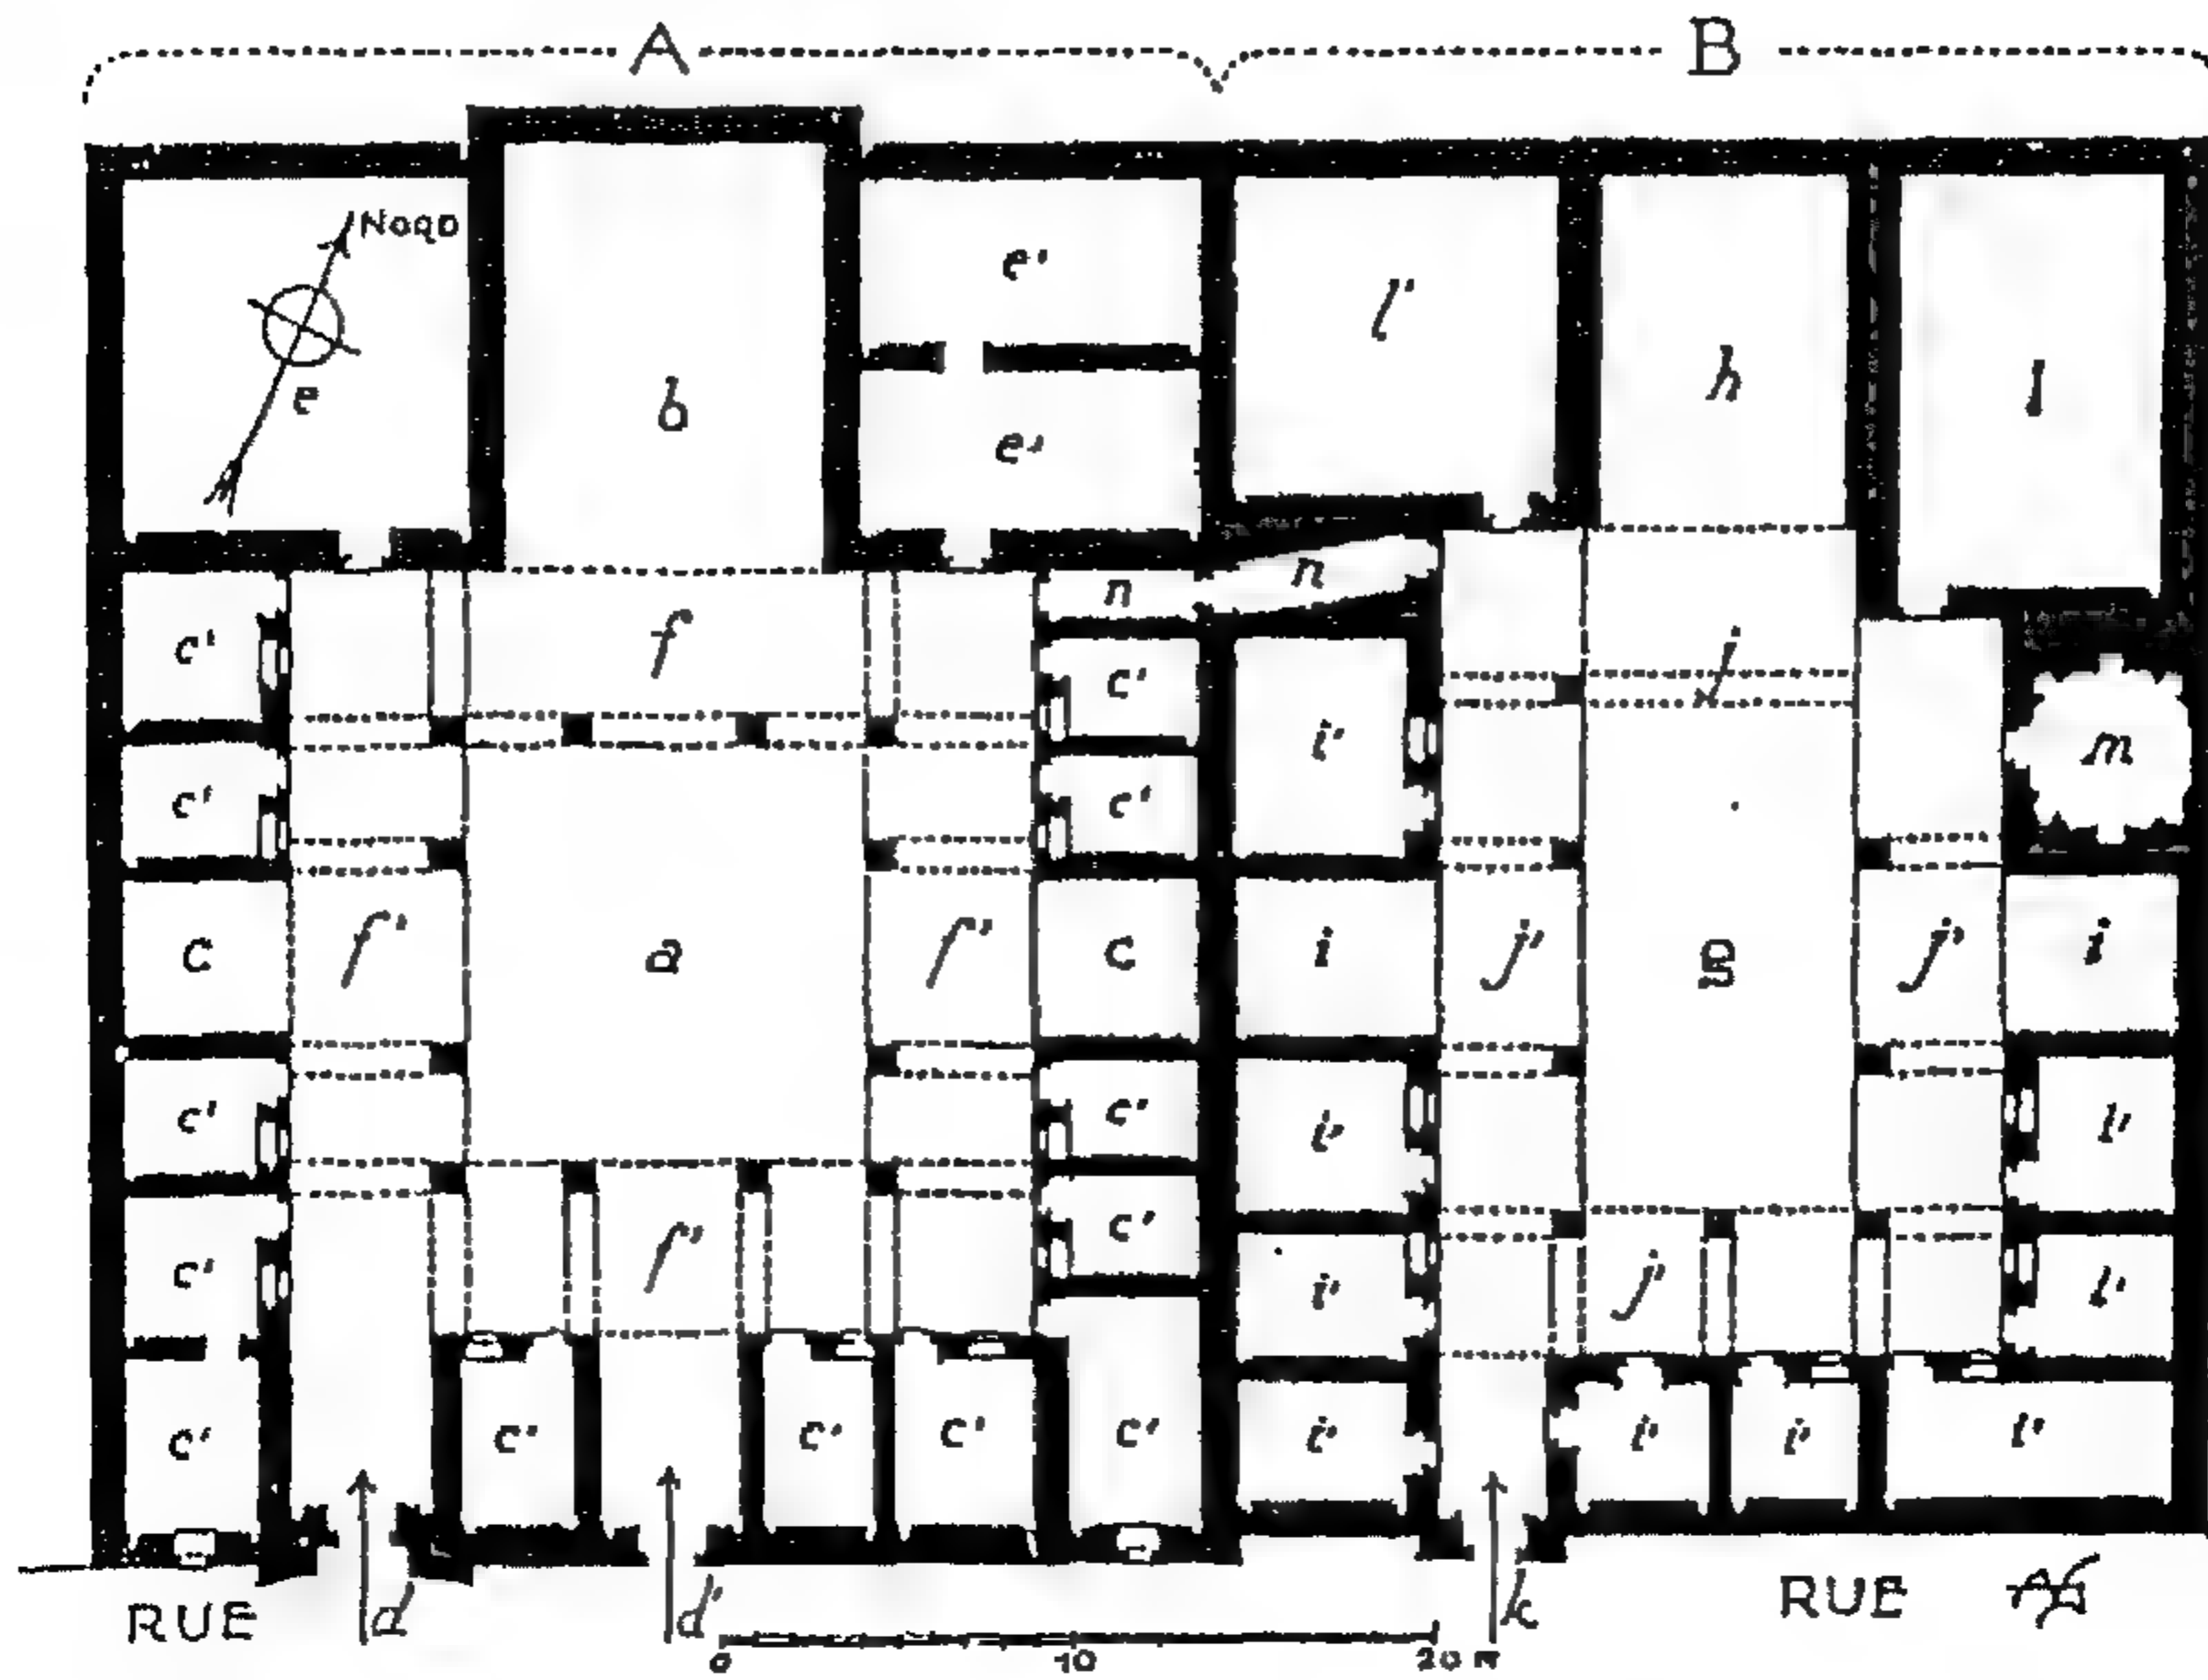 A B
NORD
e' l'
h l
e b
e'
n n
f
c' j
c' i' m
c' c'
c f' a f' c i j' g j' i
c' c' i' l'
c' f' c' i' j' l'
c' c' c' c' c' i' i' i' l'
RUE d d' k RUE
0 10 20 m